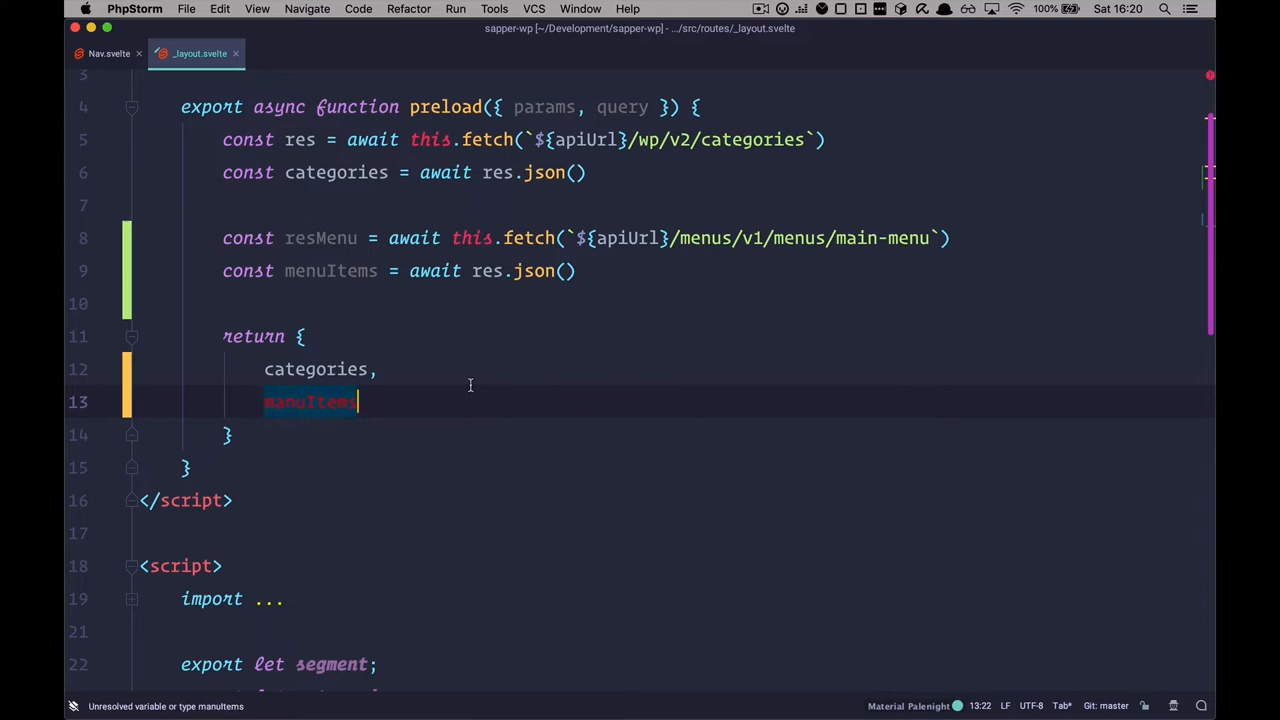 PhpStorm File Edit View Navigate Code Refactor Run Tools VCS Window Help 100% Sat 16:20
sapper-wp [~/Development/sapper-wp] - .../src/routes/_layout.svelte
Nav.svelte _layout.svelte
3
4 export async function preload({ params, query }) {
5 const res = await this.fetch(`${apiUrl}/wp/v2/categories`)
6 const categories = await res.json()
7
8 const resMenu = await this.fetch(`${apiUrl}/menus/v1/menus/main-menu`)
9 const menuItems = await res.json()
10
11 return {
12 categories,
13 manuItems
14 }
15 }
16 </script>
17
18 <script>
19 import ...
21
22 export let segment;
Unresolved variable or type manuItems Material Palenight 13:22 LF UTF-8 Tab* Git: master